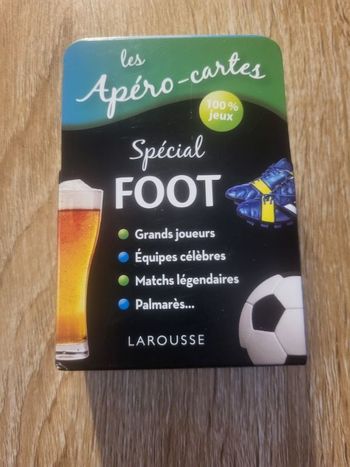 les
Apéro-cartes
100 %
jeux
Spécial
FOOT
Grands joueurs
Équipes célèbres
Matchs légendaires
Palmarès...
LAROUSSE